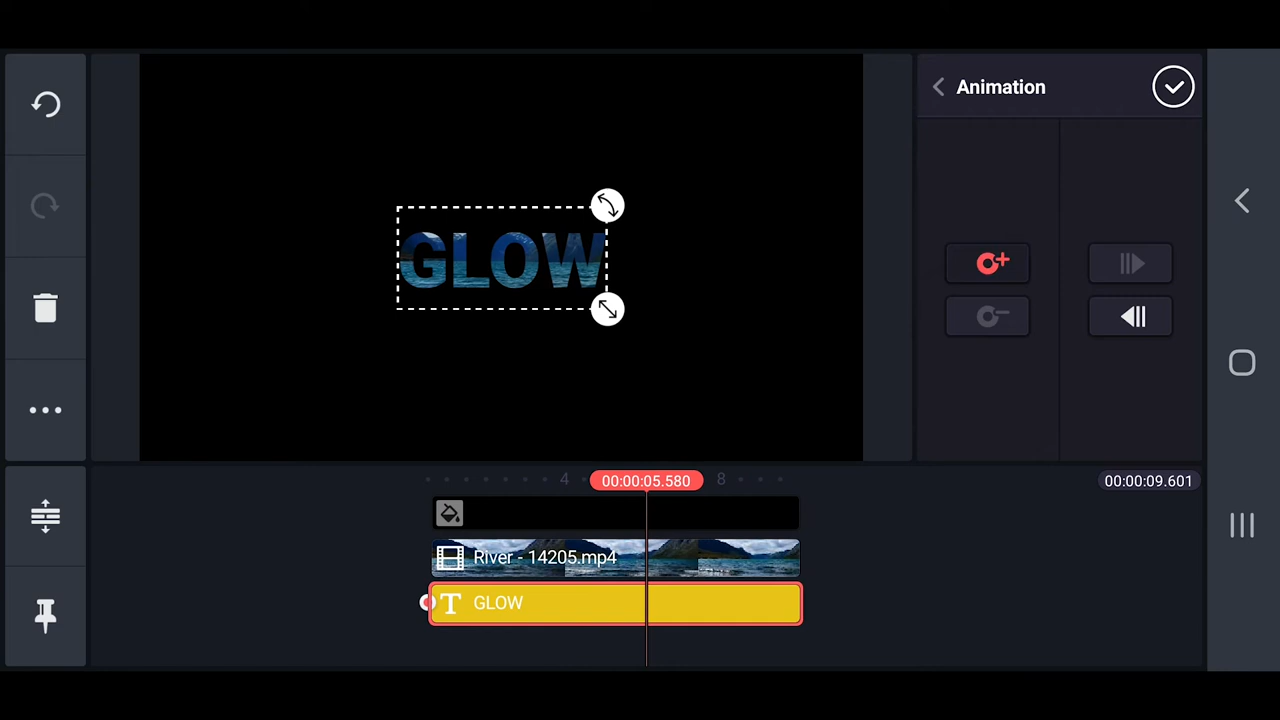 Animation
GLOW
4
00:00:05.580
8
00:00:09.601
River - 14205.mp4
T GLOW